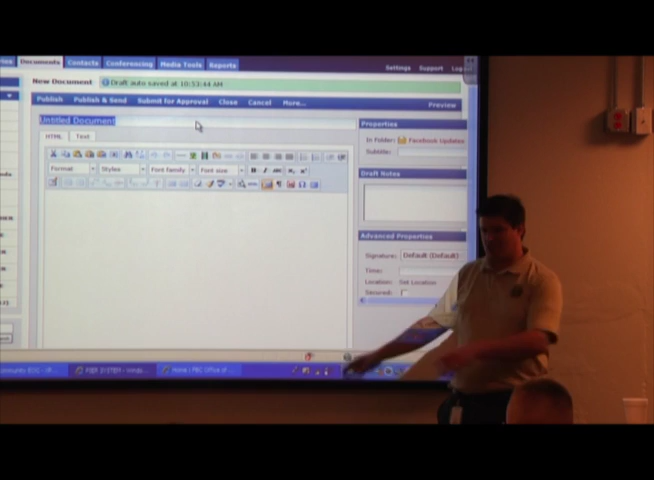 Documents Contacts Conferencing Media Tools Reports
Settings Support
New Document Draft auto saved at 10:53:44 AM
Publish Publish & Send Submit for Approval Close Cancel More... Preview
Untitled Document
Properties
HTML Text
In Folder: Facebook Updates
Subtitle:
Format Styles Font family Font size
Draft Notes
Advanced Properties
Signature: Default (Default)
Time:
Location: Set Location
Secured: